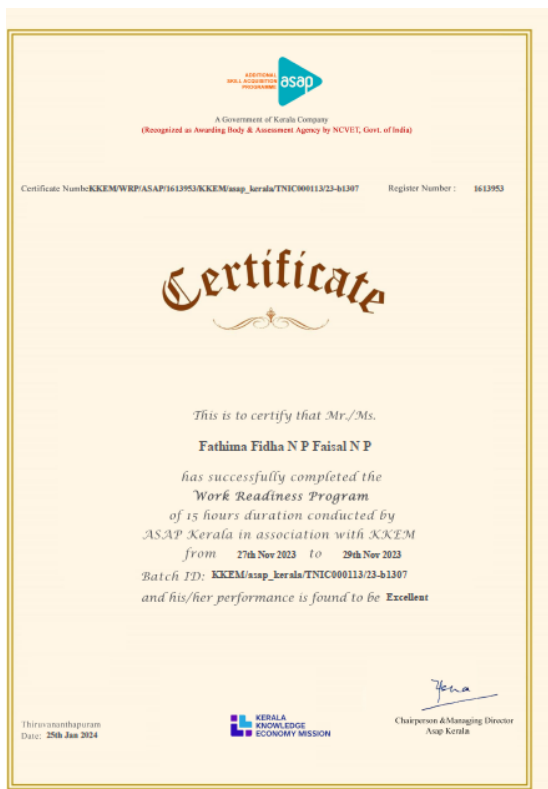 ADDITIONAL
SKILL ACQUISITION
PROGRAMME
asap
A Government of Kerala Company
(Recognized as Awarding Body & Assessment Agency by NCVET, Govt. of India)
Certificate Numbe KKEM/WRP/ASAP/1613953/KKEM/asap_kerala/TNIC000113/23-b1307 Register Number : 1613953
Certificate
This is to certify that Mr./Ms.
Fathima Fidha N P Faisal N P
has successfully completed the
Work Readiness Program
of 15 hours duration conducted by
ASAP Kerala in association with KKEM
from 27th Nov 2023 to 29th Nov 2023
Batch ID: KKEM/asap_kerala/TNIC000113/23-b1307
and his/her performance is found to be Excellent
Thiruvananthapuram
Date: 25th Jan 2024
KERALA
KNOWLEDGE
ECONOMY MISSION
Chairperson &Managing Director
Asap Kerala